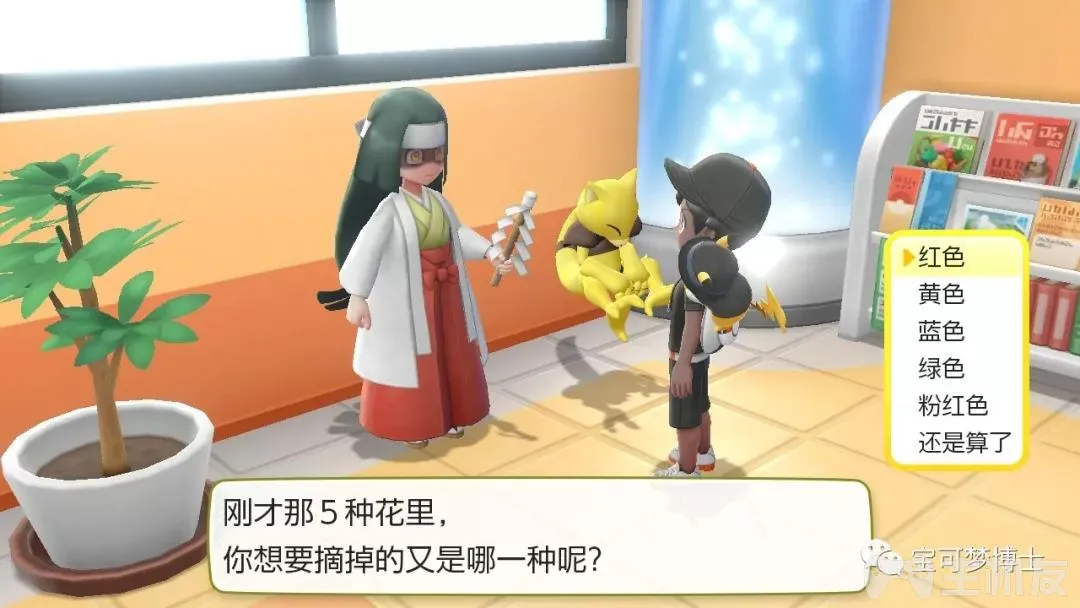 红色
黄色
蓝色
绿色
粉红色
还是算了
刚才那5种花里，
你想要摘掉的又是哪一种呢?
宝可梦博士